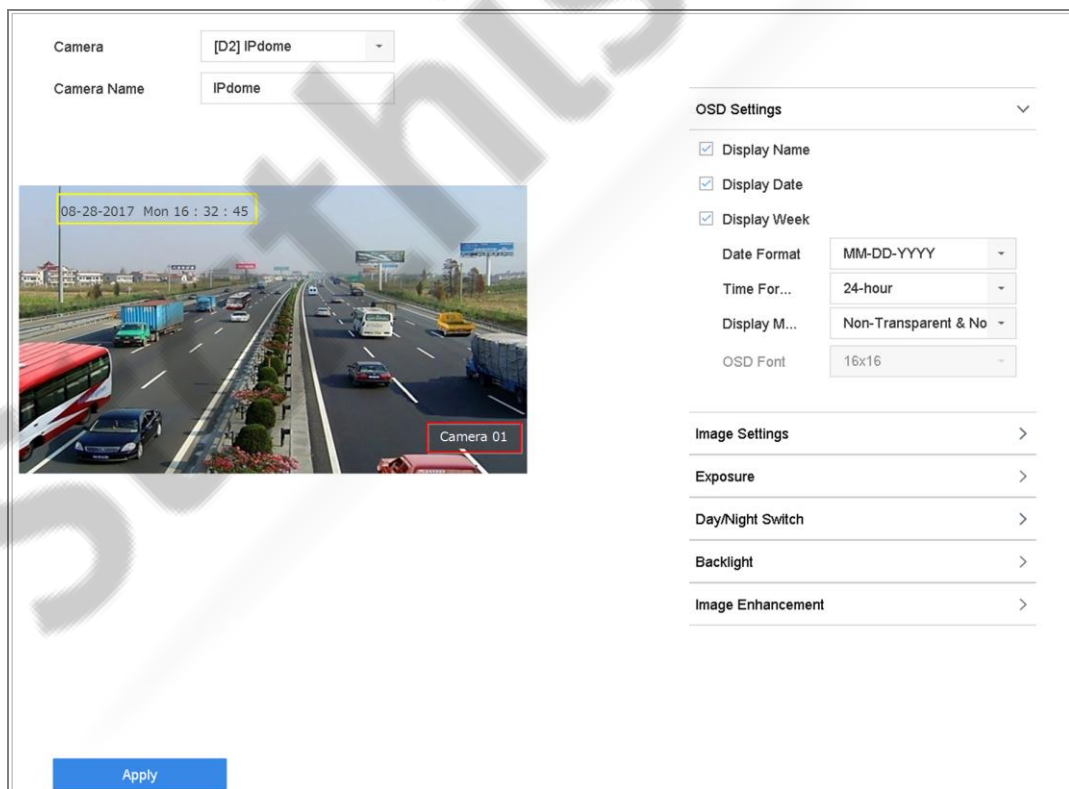 Camera
[D2] IPdome
Camera Name
IPdome
OSD Settings
Display Name
Display Date
Display Week
Date Format
MM-DD-YYYY
Time For...
24-hour
Display M...
Non-Transparent & No
OSD Font
16x16
08-28-2017 Mon 16 : 32 : 45
Camera 01
Image Settings
Exposure
Day/Night Switch
Backlight
Image Enhancement
Apply